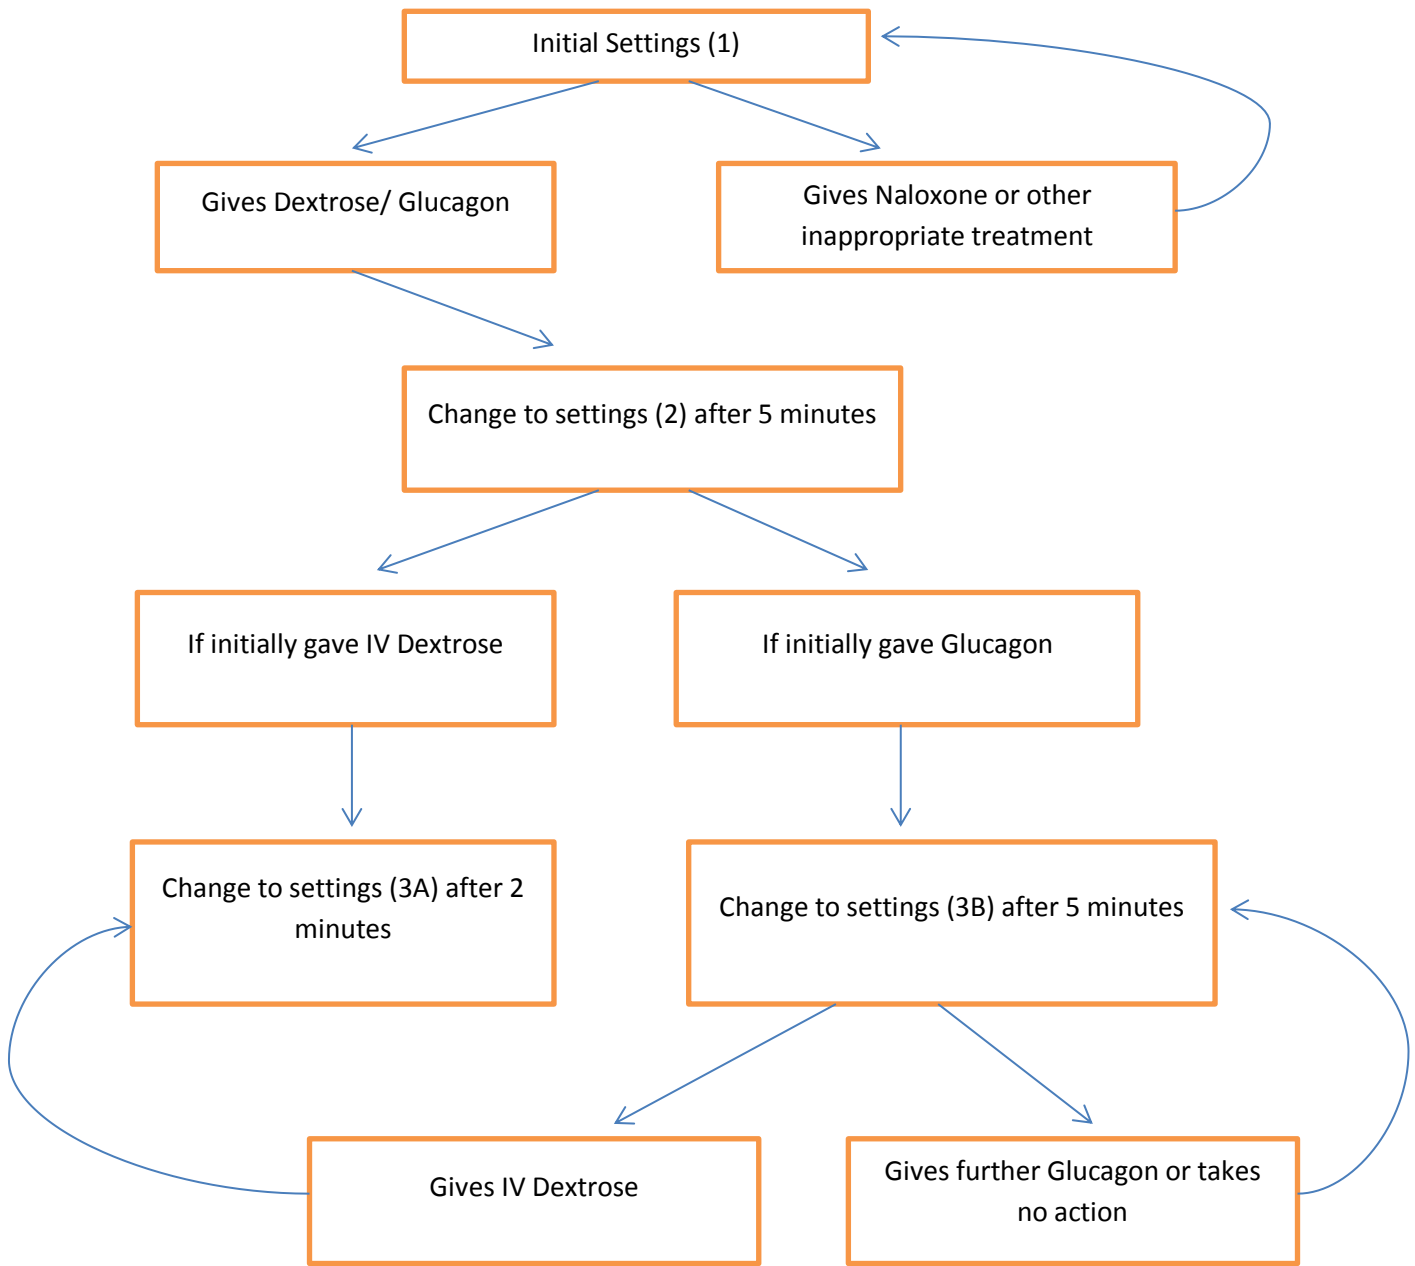 Initial Settings (1)
Gives Dextrose/ Glucagon
Gives Naloxone or other
inappropriate treatment
Change to settings (2) after 5 minutes
If initially gave IV Dextrose
If initially gave Glucagon
Change to settings (3A) after 2
minutes
Change to settings (3B) after 5 minutes
Gives IV Dextrose
Gives further Glucagon or takes
no action